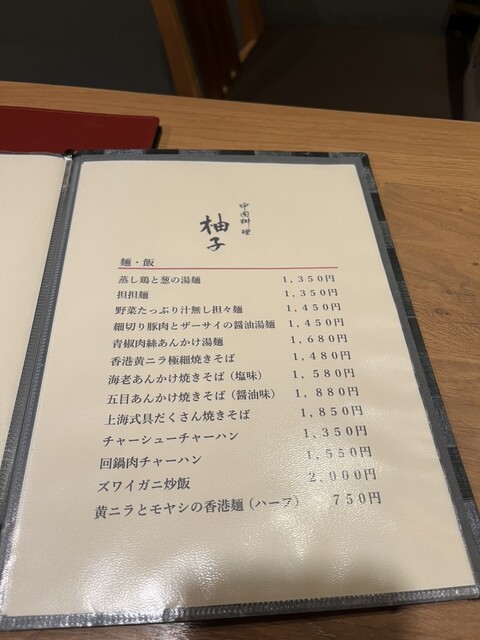 中国料理
柚子
麺・飯
蒸し鶏と葱の湯麺 1,350円
担担麺 1,350円
野菜たっぷり汁無し担々麺 1,450円
細切り豚肉とザーサイの醤油湯麺 1,450円
青椒肉絲あんかけ湯麺 1,680円
香港黄ニラ極細焼きそば 1,480円
海老あんかけ焼きそば（塩味） 1,580円
五目あんかけ焼きそば（醤油味） 1,880円
上海式具だくさん焼きそば 1,850円
チャーシューチャーハン 1,350円
回鍋肉チャーハン 1,550円
ズワイガニ炒飯 2,000円
黄ニラとモヤシの香港麺（ハーフ） 750円